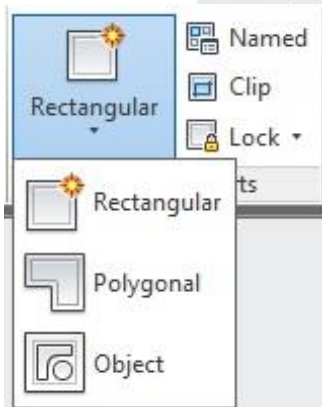 Rectangular
Named
Clip
Lock
ts
Rectangular
Polygonal
Object